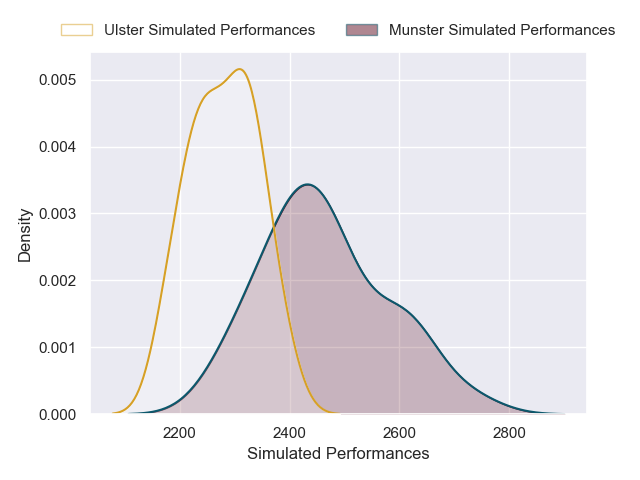 Ulster Simulated Performances Munster Simulated Performances
0.005
0.004
0.003
0.002
0.001
0.000
Density
2200 2400 2600 2800
Simulated Performances